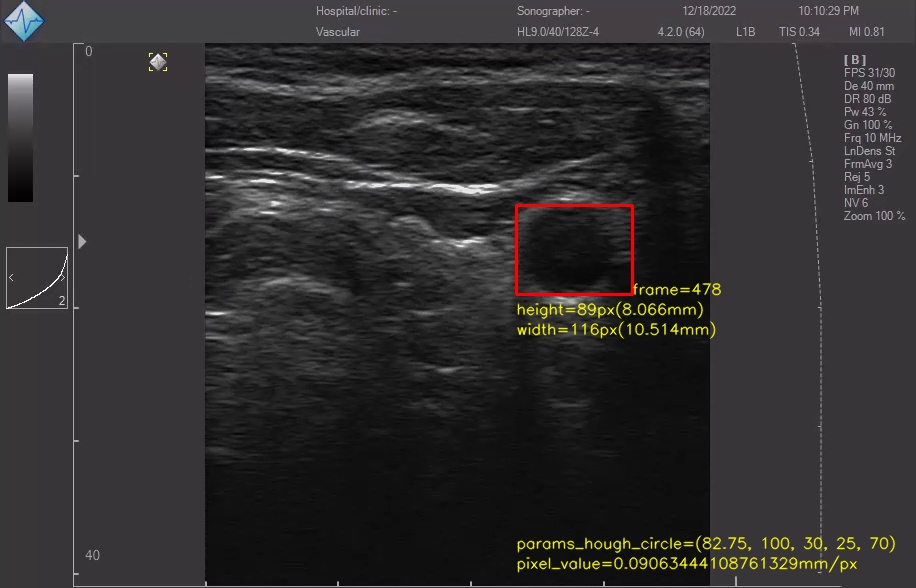 Hospital/clinic: - Sonographer: - 12/18/2022 10:10:29 PM
Vascular HL9.0/40/128Z-4 4.2.0 (64) L1B TIS 0.34 MI 0.81
0
[ B ]
FPS 31/30
De 40 mm
DR 80 dB
Pw 43 %
Gn 100 %
Frq 10 MHz
LnDens St
FrmAvg 3
Rej 5
ImEnh 3
NV 6
Zoom 100 %
2
frame=478
height=89px(8.066mm)
width=116px(10.514mm)
40
params_hough_circle=(82.75, 100, 30, 25, 70)
pixel_value=0.09063444108761329mm/px